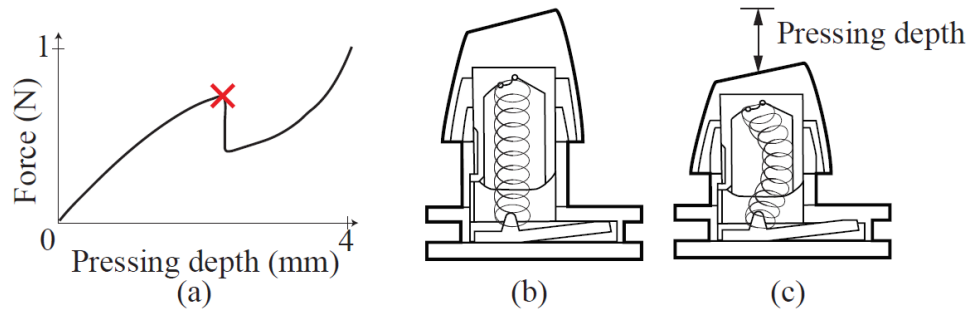 1
Force (N)
0
4
Pressing depth (mm)
(a)
(b)
Pressing depth
(c)